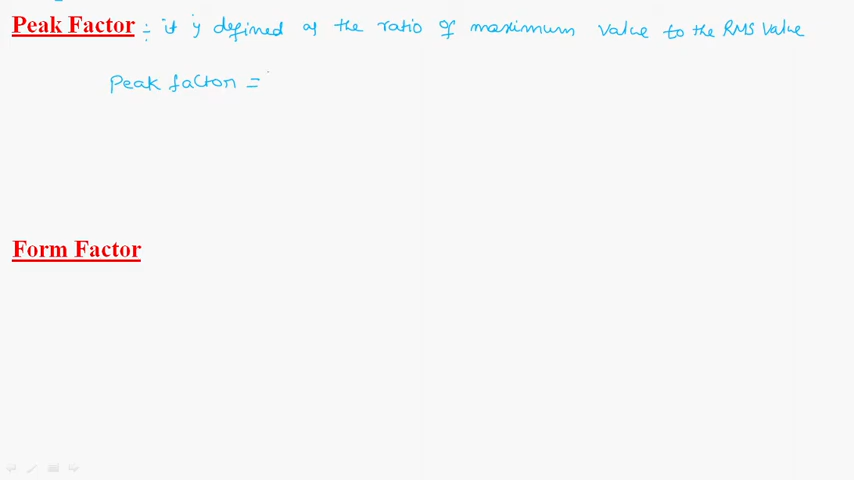 Peak Factor :- it is defined as the ratio of maximum value to the RMS value
Peak factor =
Form Factor